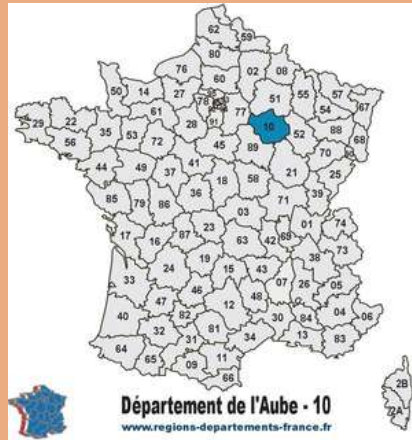 62 59
80
76 60 02 08
50 14 27 78 77 51 55 57 67
61 91 54
29 22 35 53 72 28 10 52 88 68
56 45 89 70
44 49 37 41 18 58 21 25
85 79 86 36 71 39
03
17 16 87 23 63 42 69 01 74
24 19 38 73
33 15 43
46 07 26 05
47 12 48
40 82 30 84 04 06
32 81 34 13 83
64 31
65 09 11
66
2B
2A
Département de l'Aube - 10
www.regions-departements-france.fr